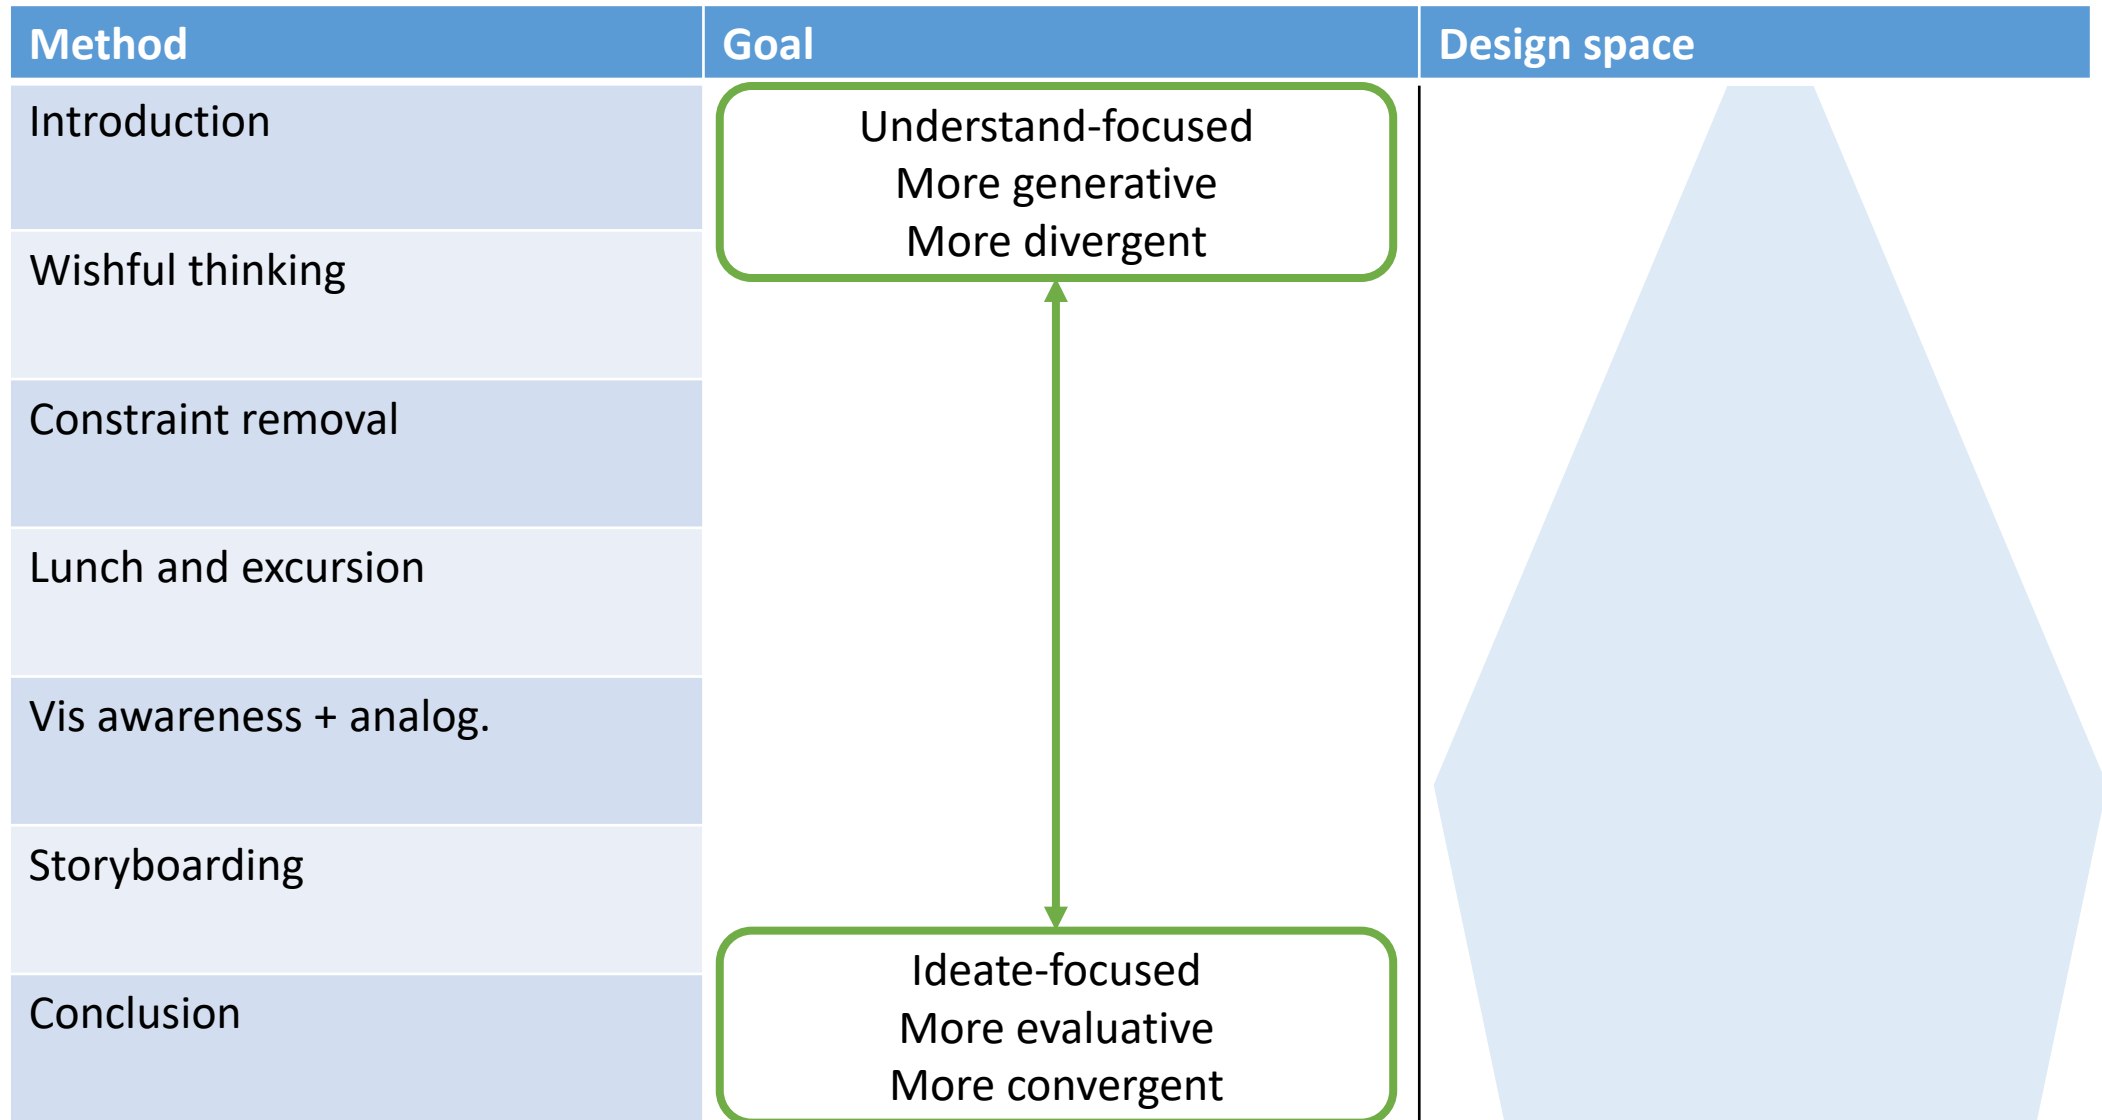 Method
Goal
Design space
Introduction
Understand-focused
More generative
More divergent
Wishful thinking
Constraint removal
Lunch and excursion
Vis awareness + analog.
Storyboarding
Ideate-focused
More evaluative
More convergent
Conclusion